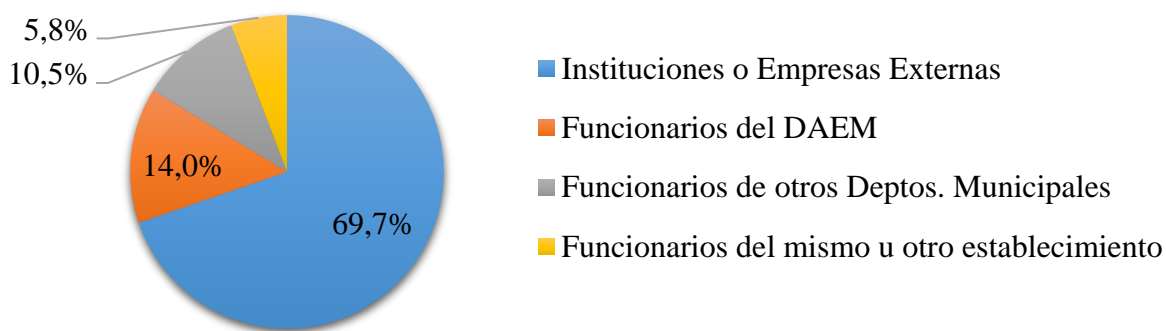 5,8%
10,5%
14,0%
69,7%
Instituciones o Empresas Externas
Funcionarios del DAEM
Funcionarios de otros Deptos. Municipales
Funcionarios del mismo u otro establecimiento